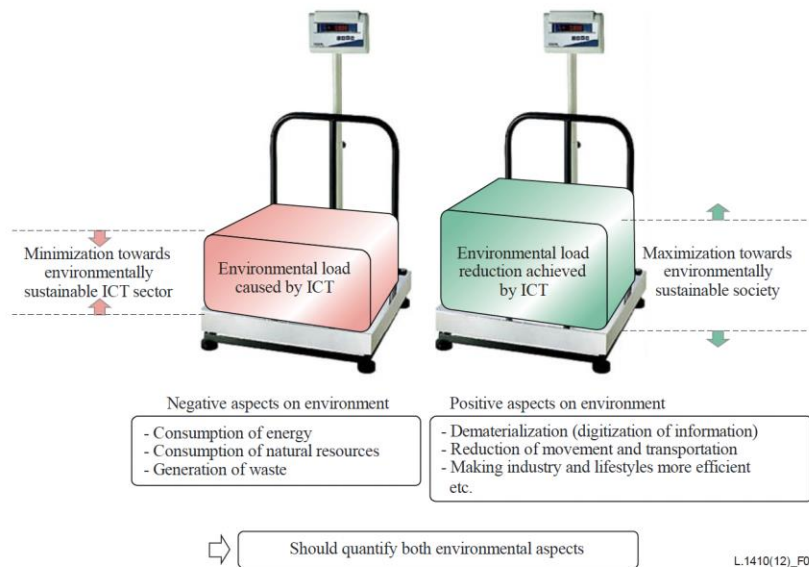 Minimization towards
environmentally
sustainable ICT sector
Environmental load
caused by ICT
Environmental load
reduction achieved
by ICT
Maximization towards
environmentally
sustainable society
Negative aspects on environment
- Consumption of energy
- Consumption of natural resources
- Generation of waste
Positive aspects on environment
- Dematerialization (digitization of information)
- Reduction of movement and transportation
- Making industry and lifestyles more efficient
etc.
Should quantify both environmental aspects
L.1410(12)_F0